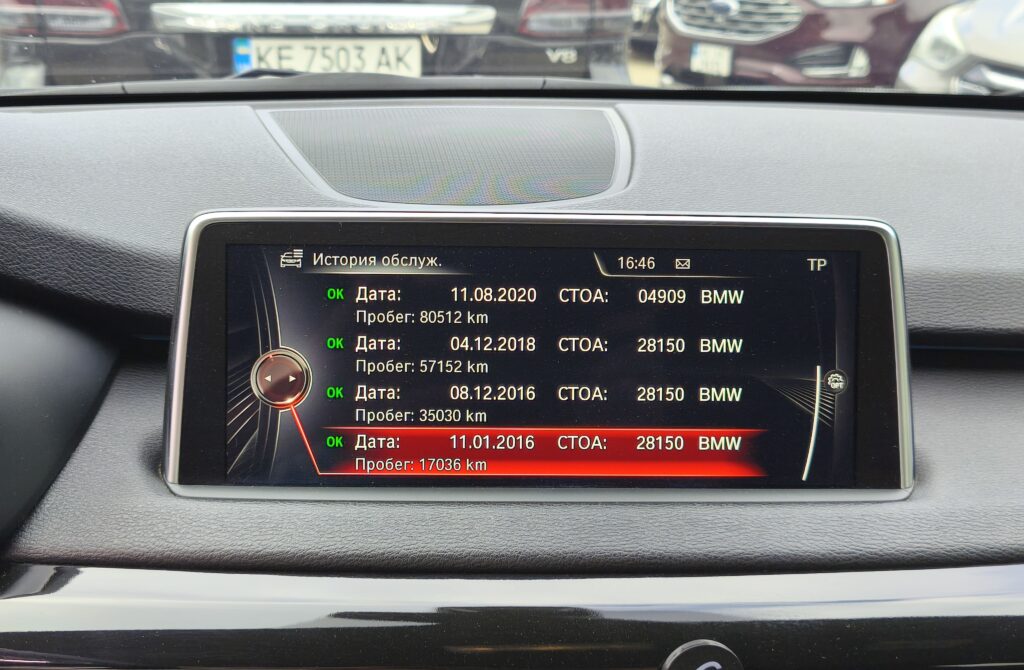 KE 7503 AK
V8
История обслуж.
16:46
TP
OK Дата: 11.08.2020 СТОА: 04909 BMW
Пробег: 80512 km
OK Дата: 04.12.2018 СТОА: 28150 BMW
Пробег: 57152 km
OK Дата: 08.12.2016 СТОА: 28150 BMW
Пробег: 35030 km
OFF
OK Дата: 11.01.2016 СТОА: 28150 BMW
Пробег: 17036 km